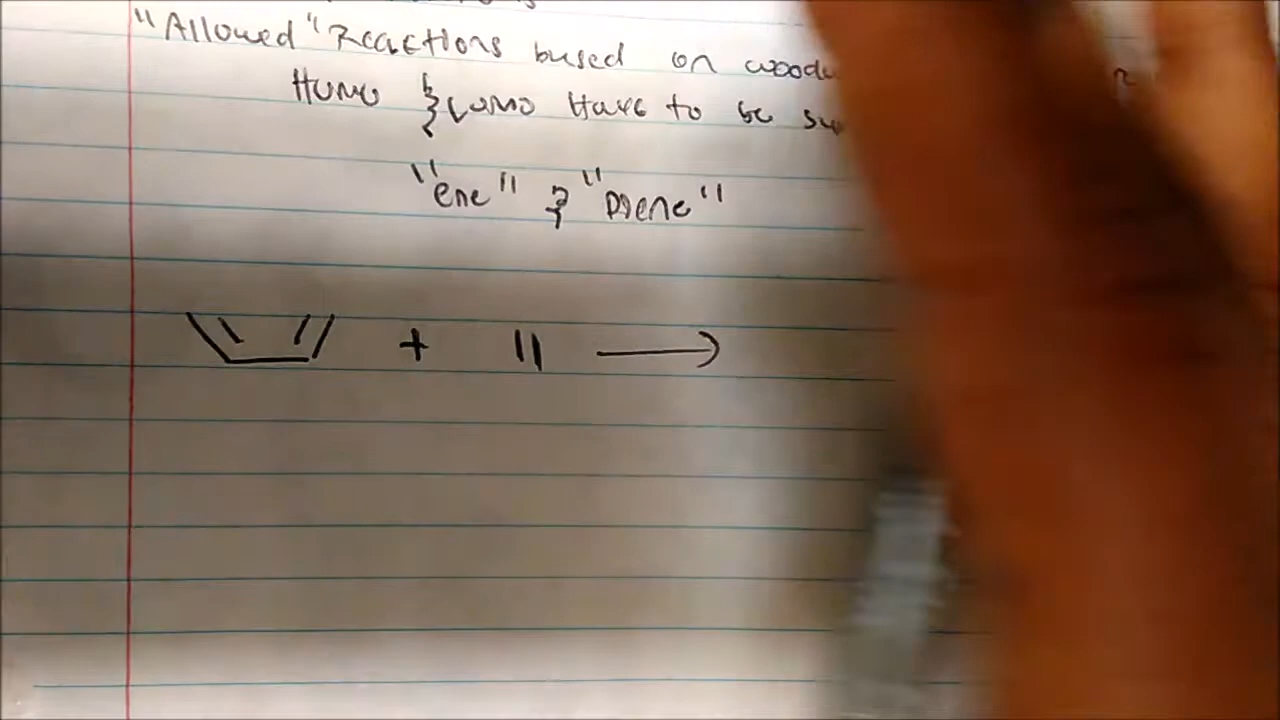 "Allowed" Reactions based on
Homo & Lumo Have to be
"ene" & "Diene"
+ →